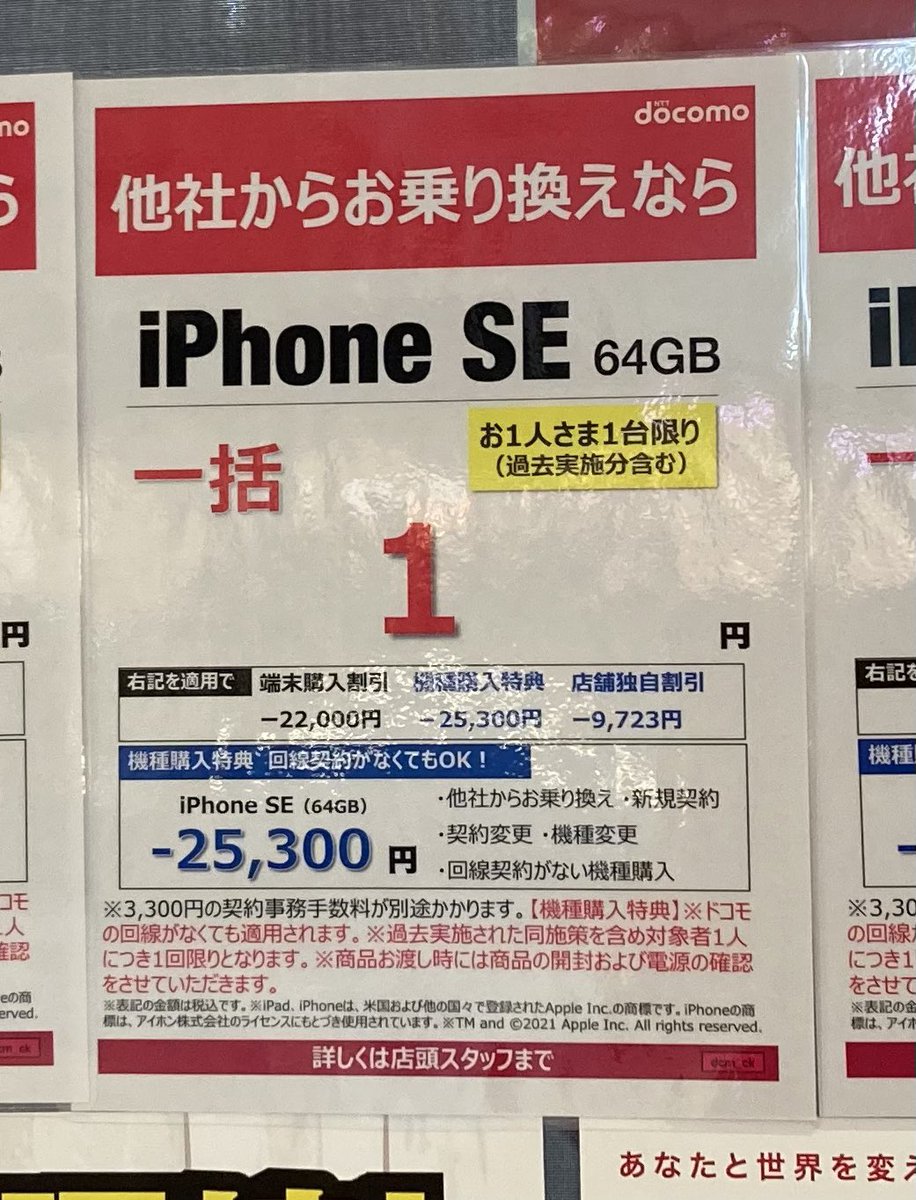 NTT
docomo
他社からお乗り換えなら
iPhone SE 64GB
一括
お1人さま1台限り
（過去実施分含む）
1
円
右記を適用で 端末購入割引 機種購入特典 店舗独自割引
−22,000円 −25,300円 −9,723円
機種購入特典 回線契約がなくてもOK！
iPhone SE（64GB）
-25,300 円
・他社からお乗り換え ・新規契約
・契約変更 ・機種変更
・回線契約がない機種購入
※3,300円の契約事務手数料が別途かかります。【機種購入特典】※ドコモ
の回線がなくても適用されます。※過去実施された同施策を含め対象者1人
につき1回限りとなります。※商品お渡し時には商品の開封および電源の確認
をさせていただきます。
※表記の金額は税込です。※iPad、iPhoneは、米国および他の国々で登録されたApple Inc.の商標です。iPhoneの商
標は、アイホン株式会社のライセンスにもとづき使用されています。※TM and ©2021 Apple Inc. All rights reserved.
詳しくは店頭スタッフまで
dcm_ck
あなたと世界を変え